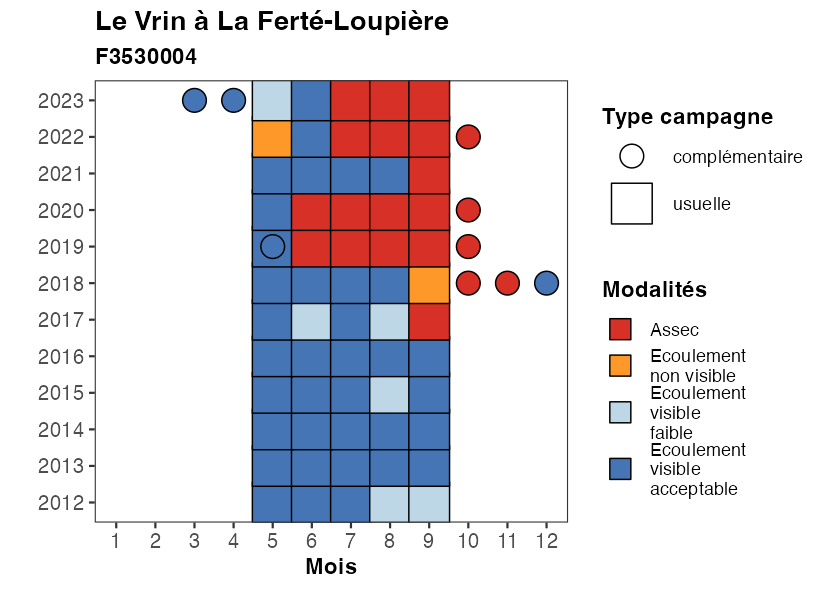 Le Vrin à La Ferté-Loupière
F3530004
2023
2022
2021
2020
2019
2018
2017
2016
2015
2014
2013
2012
1 2 3 4 5 6 7 8 9 10 11 12
Mois
Type campagne
complémentaire
usuelle
Modalités
Assec
Ecoulement
non visible
Ecoulement
visible
faible
Ecoulement
visible
acceptable